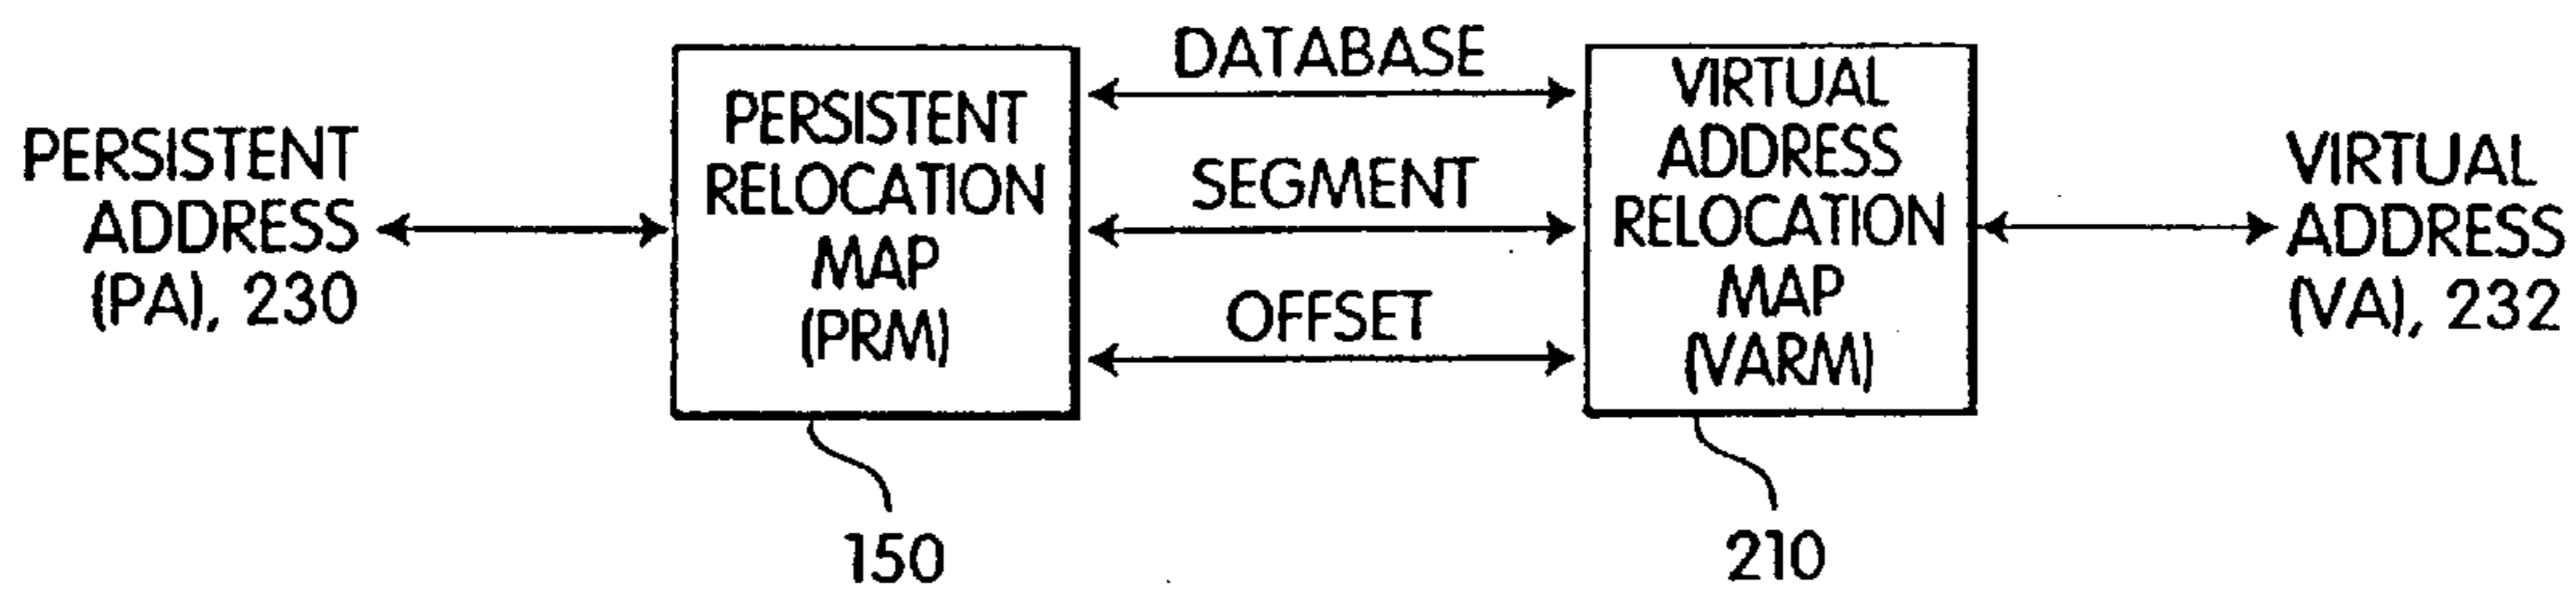 PERSISTENT
ADDRESS
(PA), 230
PERSISTENT
RELOCATION
MAP
(PRM)
150
DATABASE
SEGMENT
OFFSET
VIRTUAL
ADDRESS
RELOCATION
MAP
(VARM)
210
VIRTUAL
ADDRESS
(VA), 232